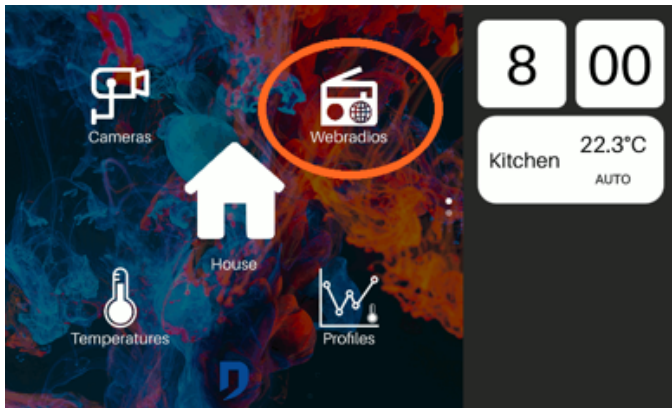 Cameras
Webradios
House
Temperatures
Profiles
8 00
Kitchen 22.3°C
AUTO